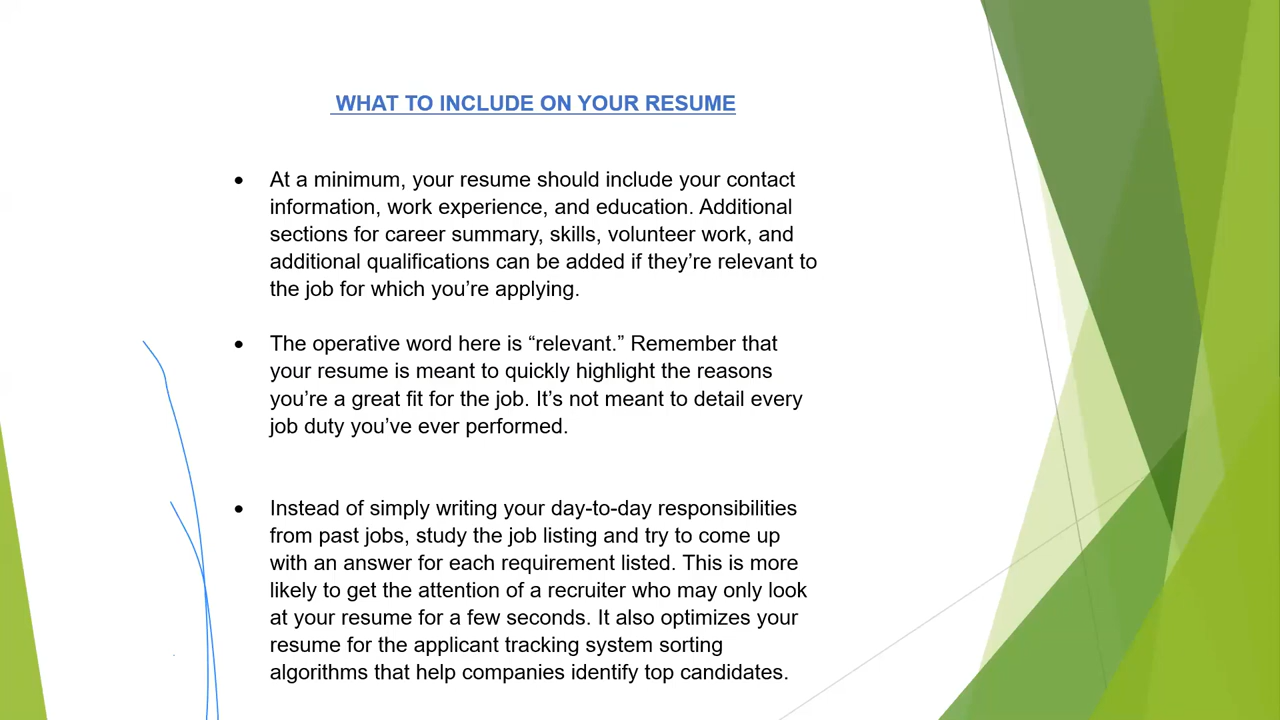 WHAT TO INCLUDE ON YOUR RESUME
• At a minimum, your resume should include your contact
information, work experience, and education. Additional
sections for career summary, skills, volunteer work, and
additional qualifications can be added if they’re relevant to
the job for which you’re applying.
• The operative word here is “relevant.” Remember that
your resume is meant to quickly highlight the reasons
you’re a great fit for the job. It’s not meant to detail every
job duty you’ve ever performed.
• Instead of simply writing your day-to-day responsibilities
from past jobs, study the job listing and try to come up
with an answer for each requirement listed. This is more
likely to get the attention of a recruiter who may only look
at your resume for a few seconds. It also optimizes your
resume for the applicant tracking system sorting
algorithms that help companies identify top candidates.